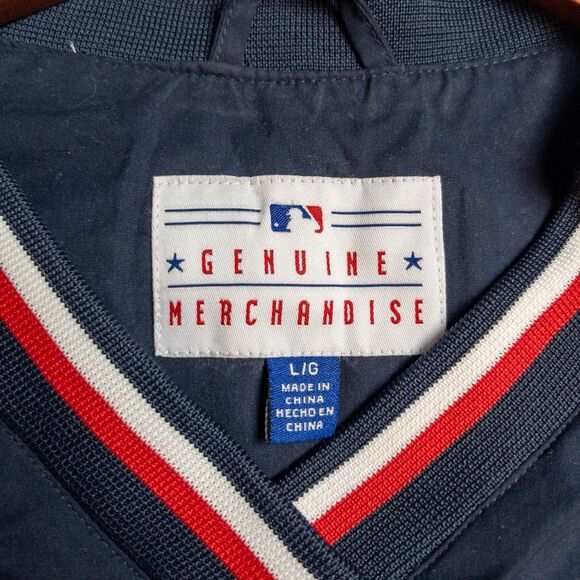 GENUINE
MERCHANDISE
L/G
MADE IN
CHINA
HECHO EN
CHINA